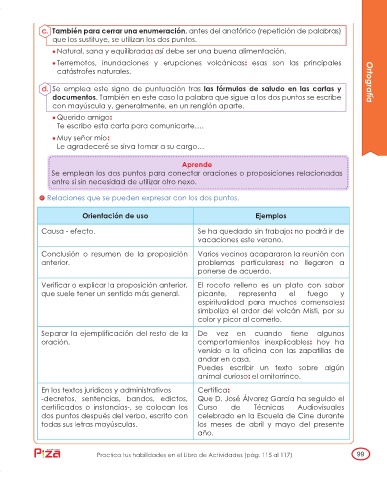 c. También para cerrar una enumeración, antes del anafórico (repetición de palabras)
que los sustituye, se utilizan los dos puntos.
• Natural, sana y equilibrada: así debe ser una buena alimentación.
• Terremotos, inundaciones y erupciones volcánicas: esas son las principales
catástrofes naturales.
d. Se emplea este signo de puntuación tras las fórmulas de saludo en las cartas y
documentos. También en este caso la palabra que sigue a los dos puntos se escribe
con mayúscula y, generalmente, en un renglón aparte.
• Querido amigo:
Te escribo esta carta para comunicarte….
• Muy señor mío:
Le agradeceré se sirva tomar a su cargo…
Ortografía
Aprende
Se emplean los dos puntos para conectar oraciones o proposiciones relacionadas
entre sí sin necesidad de utilizar otro nexo.
Relaciones que se pueden expresar con los dos puntos.
Orientación de uso
Ejemplos
Causa - efecto.
Se ha quedado sin trabajo: no podrá ir de
vacaciones este verano.
Conclusión o resumen de la proposición
anterior.
Varios vecinos acapararon la reunión con
problemas particulares: no llegaron a
ponerse de acuerdo.
Verificar o explicar la proposición anterior,
que suele tener un sentido más general.
El rocoto relleno es un plato con sabor
picante, representa el fuego y
espiritualidad para muchos comensales:
simboliza el ardor del volcán Misti, por su
color y picor al comerlo.
Separar la ejemplificación del resto de la
oración.
De vez en cuando tiene algunos
comportamientos inexplicables: hoy ha
venido a la oficina con las zapatillas de
andar en casa.
Puedes escribir un texto sobre algún
animal curioso: el ornitorrinco.
En los textos jurídicos y administrativos
-decretos, sentencias, bandos, edictos,
certificados o instancias-, se colocan los
dos puntos después del verbo, escrito con
todas sus letras mayúsculas.
Certifica:
Que D. José Álvarez García ha seguido el
Curso de Técnicas Audiovisuales
celebrado en la Escuela de Cine durante
los meses de abril y mayo del presente
año.
Pizá
Practica tus habilidades en el Libro de Actividades (pág. 115 al 117)
99